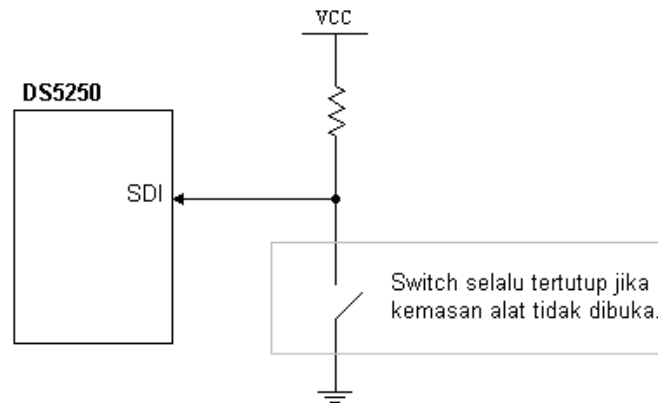 VCC
DS5250
SDI
Switch selalu tertutup jika
kemasan alat tidak dibuka.